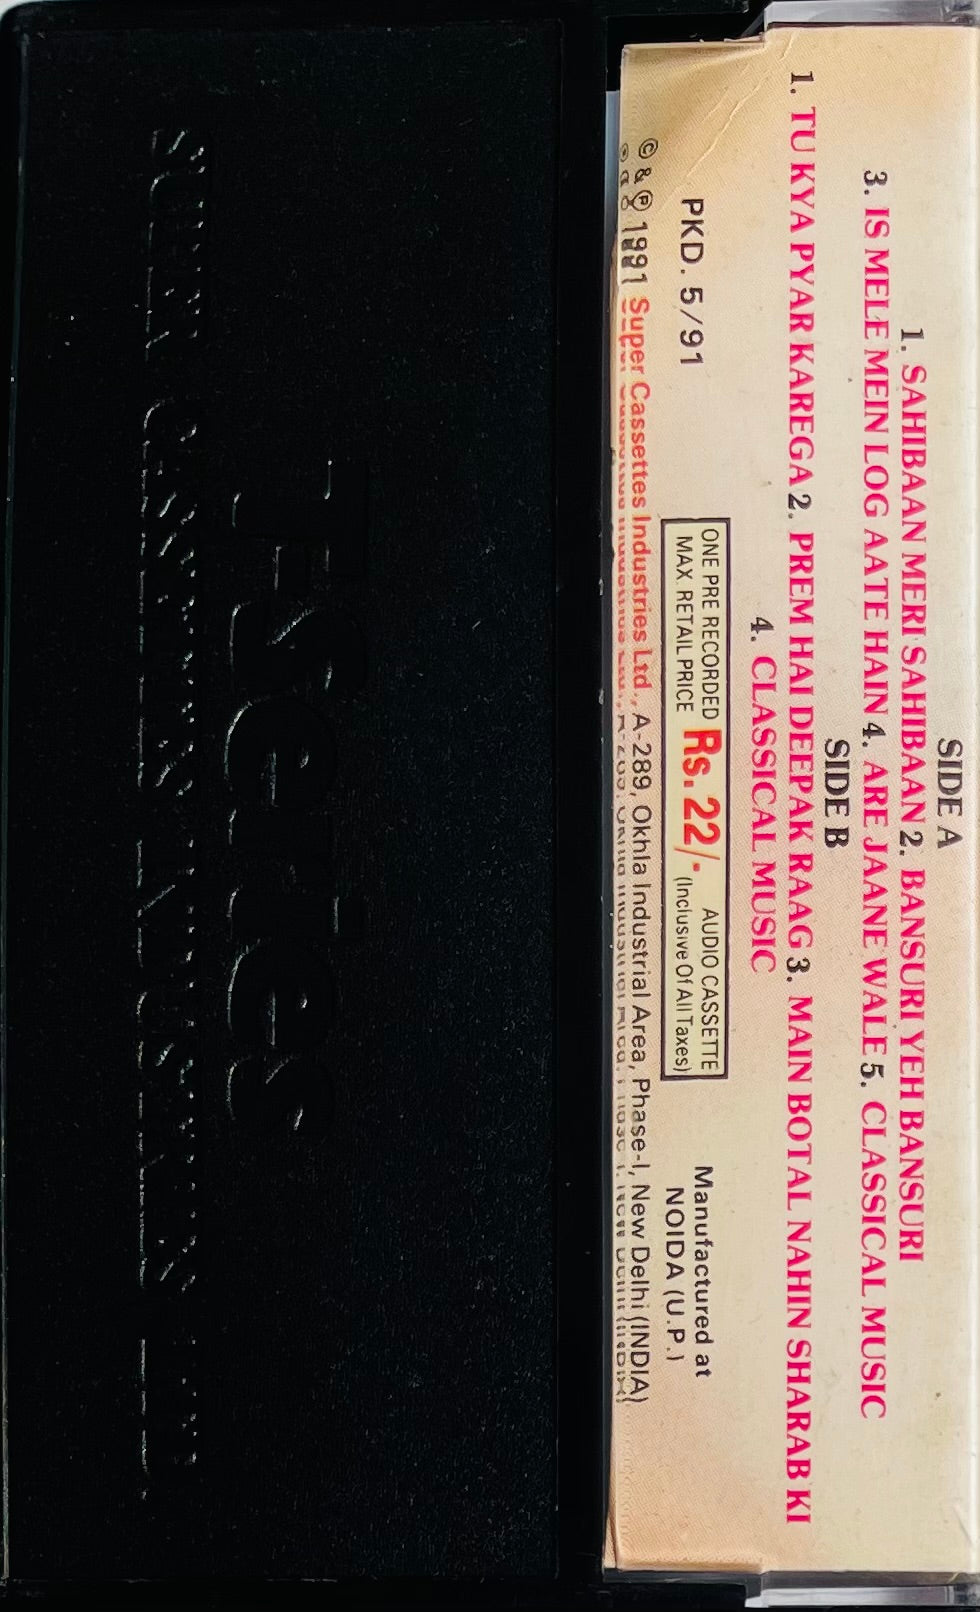 SIDE A
1. SAHIBAAN MERI SAHIBAAN 2. BANSURI YEH BANSURI
3. IS MELE MEIN LOG AATE HAIN 4. ARE JAANE WALE 5. CLASSICAL MUSIC
SIDE B
1. TU KYA PYAR KAREGA 2. PREM HAI DEEPAK RAAG 3. MAIN BOTAL NAHIN SHARAB KI
4. CLASSICAL MUSIC
PKD. 5/91
ONE PRE RECORDED
MAX. RETAIL PRICE
Rs. 22/-
AUDIO CASSETTE
(Inclusive Of All Taxes)
Manufactured at
NOIDA (U.P.)
© & ℗ 1991 Super Cassettes Industries Ltd., A-289, Okhla Industrial Area, Phase-I, New Delhi (INDIA)
T-Series
SUPER CASSETTES INDUSTRIES